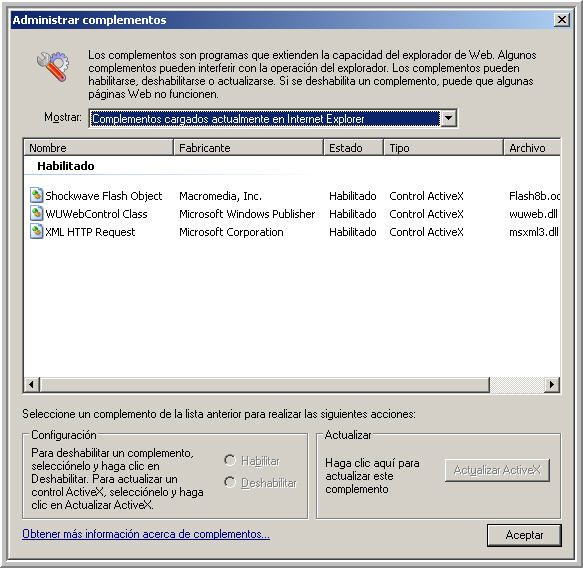 Administrar complementos
Los complementos son programas que extienden la capacidad del explorador de Web. Algunos
complementos pueden interferir con la operación del explorador. Los complementos pueden
habilitarse, deshabilitarse o actualizarse. Si se deshabilita un complemento, puede que algunas
páginas Web no funcionen.
Mostrar: Complementos cargados actualmente en Internet Explorer
Nombre Fabricante Estado Tipo Archivo
Habilitado
Shockwave Flash Object Macromedia, Inc. Habilitado Control ActiveX Flash8b.oc
WUWebControl Class Microsoft Windows Publisher Habilitado Control ActiveX wuweb.dll
XML HTTP Request Microsoft Corporation Habilitado Control ActiveX msxml3.dll
Seleccione un complemento de la lista anterior para realizar las siguientes acciones:
Configuración
Para deshabilitar un complemento,
selecciónelo y haga clic en
Deshabilitar. Para actualizar un
control ActiveX, selecciónelo y haga
clic en Actualizar ActiveX.
Habilitar
Deshabilitar
Actualizar
Haga clic aquí para
actualizar este
complemento
Actualizar ActiveX
Obtener más información acerca de complementos...
Aceptar